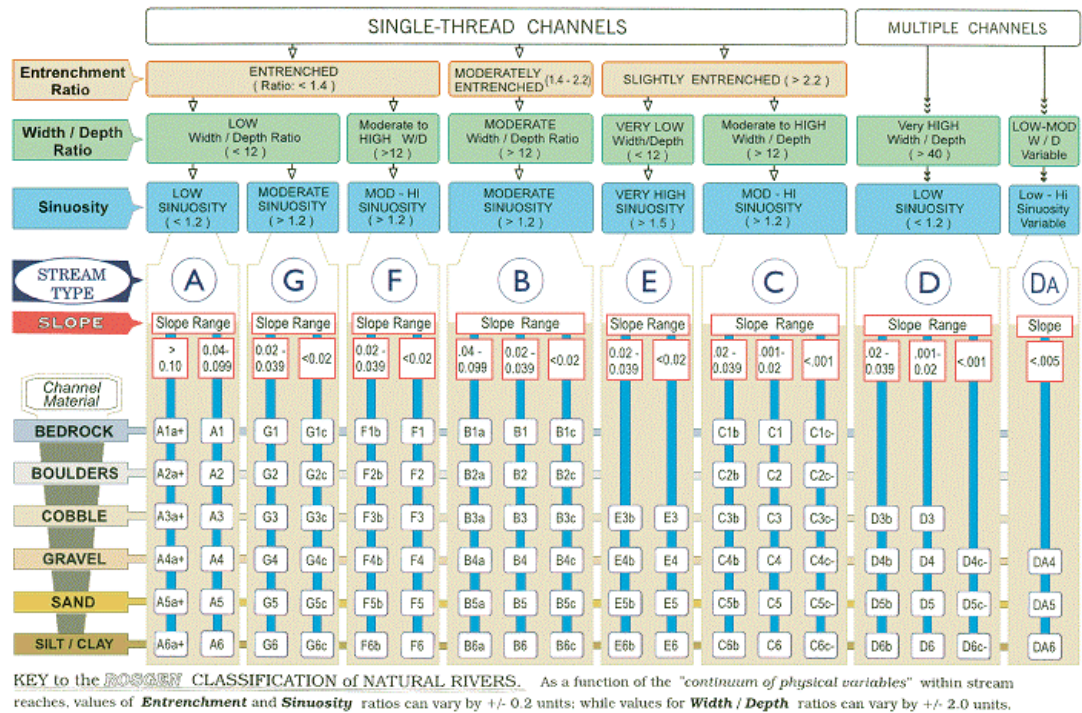 SINGLE-THREAD CHANNELS
MULTIPLE CHANNELS
Entrenchment
Ratio
ENTRENCHED
( Ratio: < 1.4 )
MODERATELY
ENTRENCHED (1.4 - 2.2)
SLIGHTLY ENTRENCHED ( > 2.2 )
Width / Depth
Ratio
LOW
Width / Depth Ratio
( < 12 )
Moderate to
HIGH W/D
( >12 )
MODERATE
Width / Depth Ratio
( > 12 )
VERY LOW
Width/Depth
( < 12 )
Moderate to HIGH
Width / Depth
( > 12 )
Very HIGH
Width / Depth
( > 40 )
LOW-MOD
W / D
Variable
Sinuosity
LOW
SINUOSITY
( < 1.2 )
MODERATE
SINUOSITY
( > 1.2 )
MOD - HI
SINUOSITY
( > 1.2 )
MODERATE
SINUOSITY
( > 1.2 )
VERY HIGH
SINUOSITY
( > 1.5 )
MOD - HI
SINUOSITY
( > 1.2 )
LOW
SINUOSITY
( < 1.2 )
Low - Hi
Sinuosity
Variable
STREAM
TYPE
A G F B E C D DA
SLOPE
Slope Range Slope Range Slope Range Slope Range Slope Range Slope Range Slope Range Slope
>
0.10
0.04-
0.099
0.02 -
0.039
<0.02
0.02 -
0.039
<0.02
.04 -
0.099
0.02 -
0.039
<0.02
0.02 -
0.039
<0.02
.02 -
0.039
.001-
0.02
<.001
.02 -
0.039
.001-
0.02
<.001
<.005
Channel
Material
BEDROCK A1a+ A1 G1 G1c F1b F1 B1a B1 B1c C1b C1 C1c-
BOULDERS A2a+ A2 G2 G2c F2b F2 B2a B2 B2c C2b C2 C2c-
COBBLE A3a+ A3 G3 G3c F3b F3 B3a B3 B3c E3b E3 C3b C3 C3c- D3b D3
GRAVEL A4a+ A4 G4 G4c F4b F4 B4a B4 B4c E4b E4 C4b C4 C4c- D4b D4 D4c- DA4
SAND A5a+ A5 G5 G5c F5b F5 B5a B5 B5c E5b E5 C5b C5 C5c- D5b D5 D5c- DA5
SILT / CLAY A6a+ A6 G6 G6c F6b F6 B6a B6 B6c E6b E6 C6b C6 C6c- D6b D6 D6c- DA6
KEY to the ROSGEN CLASSIFICATION of NATURAL RIVERS. As a function of the "continuum of physical variables" within stream
reaches, values of Entrenchment and Sinuosity ratios can vary by +/- 0.2 units; while values for Width / Depth ratios can vary by +/- 2.0 units.